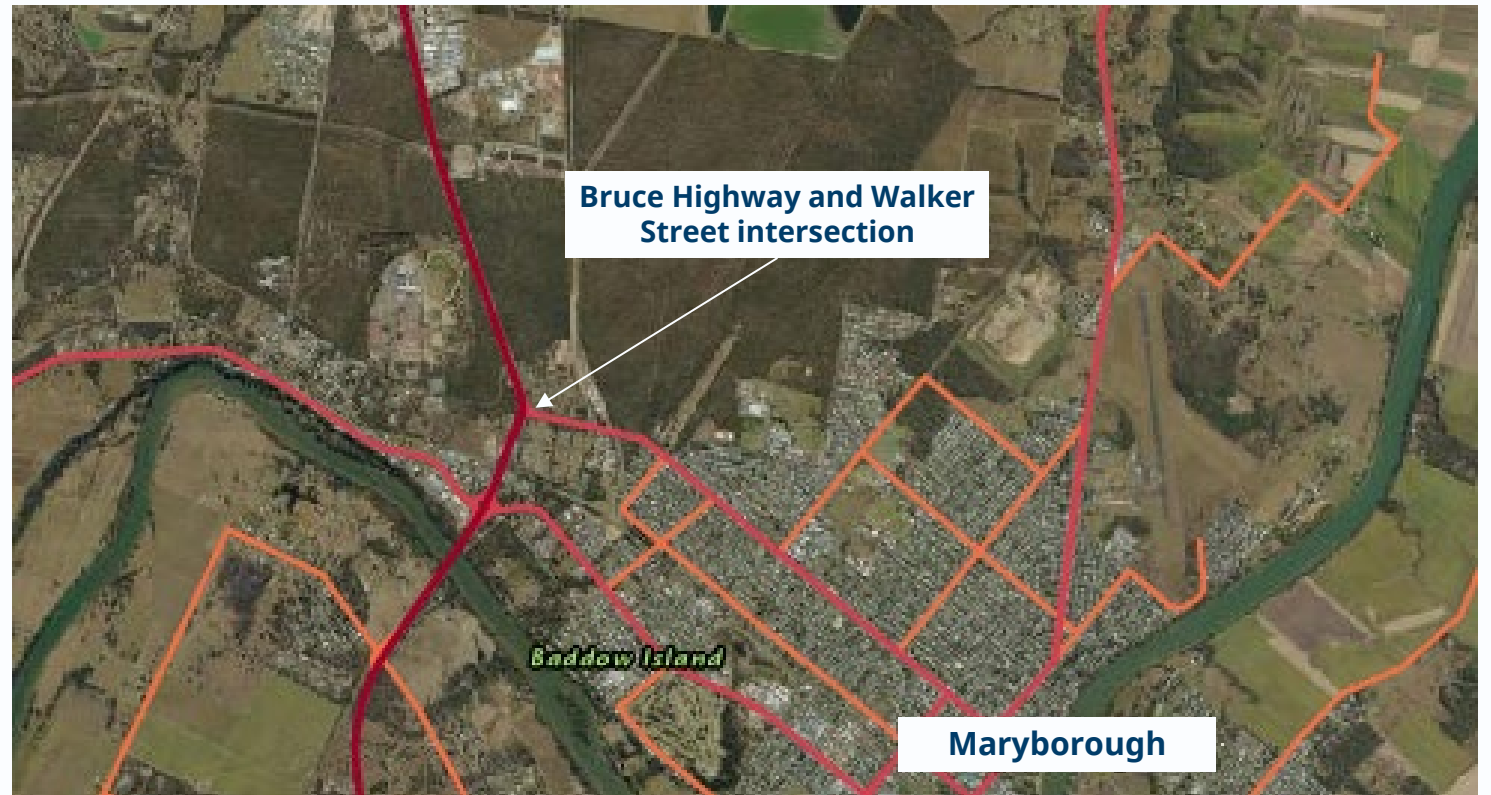 Bruce Highway and Walker
Street intersection
Baddow Island
Maryborough